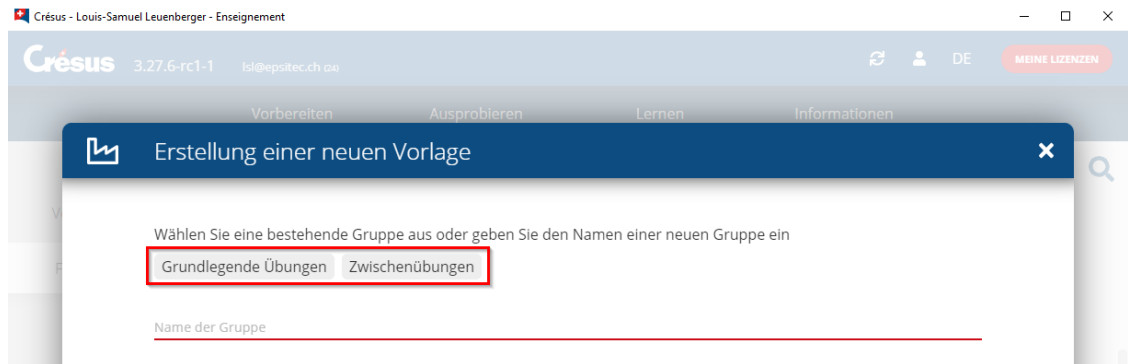 Crésus - Louis-Samuel Leuenberger - Enseignement
Crésus 3.27.6-rc1-1 lsl@epsitec.ch (24) DE MEINE LIZENZEN
Vorbereiten Ausprobieren Lernen Informationen
Erstellung einer neuen Vorlage
Wählen Sie eine bestehende Gruppe aus oder geben Sie den Namen einer neuen Gruppe ein
Grundlegende Übungen Zwischenübungen
Name der Gruppe